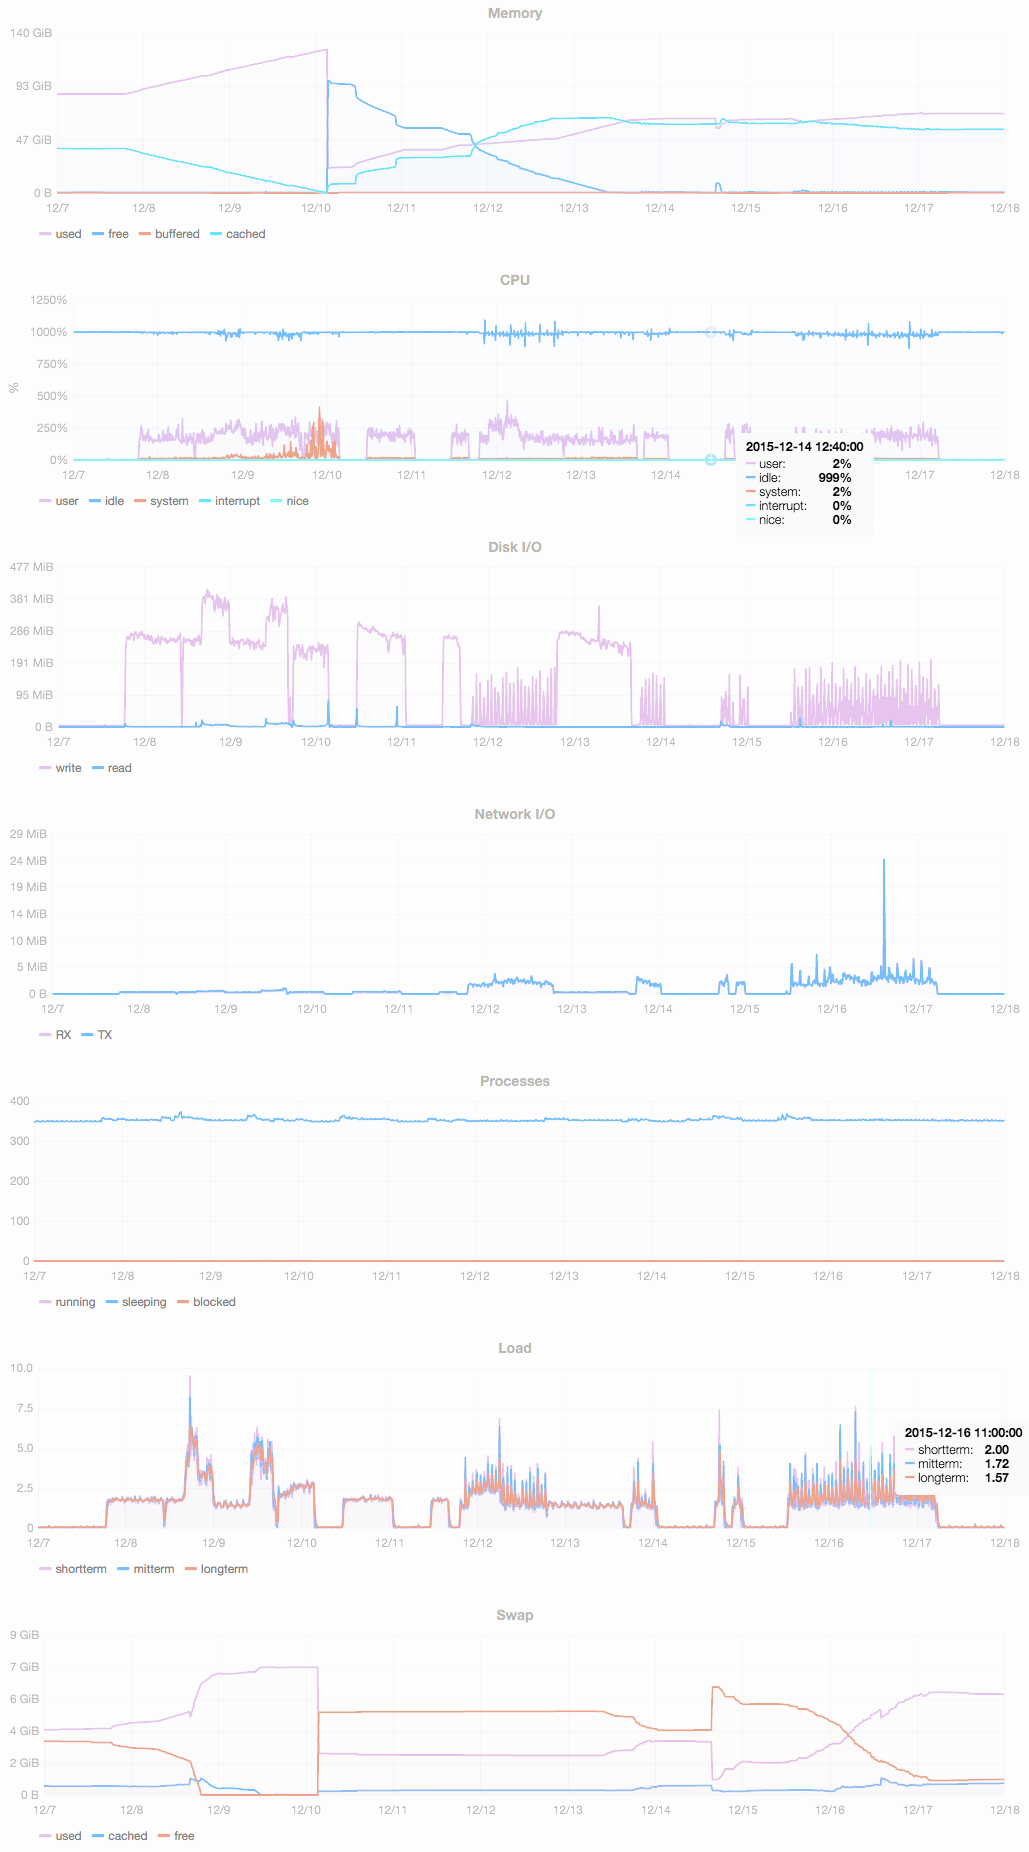 Memory
140 GiB
93 GiB
47 GiB
0 B
12/7 12/8 12/9 12/10 12/11 12/12 12/13 12/14 12/15 12/16 12/17 12/18
used free buffered cached
CPU
1250%
1000%
750%
%
500%
250%
0%
12/7 12/8 12/9 12/10 12/11 12/12 12/13 12/14 12/17 12/18
2015-12-14 12:40:00
user: 2%
idle: 999%
system: 2%
interrupt: 0%
nice: 0%
user idle system interrupt nice
Disk I/O
477 MiB
381 MiB
286 MiB
191 MiB
95 MiB
0 B
12/7 12/8 12/9 12/10 12/11 12/12 12/13 12/14 12/15 12/16 12/17 12/18
write read
Network I/O
29 MiB
24 MiB
19 MiB
14 MiB
10 MiB
5 MiB
0 B
12/7 12/8 12/9 12/10 12/11 12/12 12/13 12/14 12/15 12/16 12/17 12/18
RX TX
Processes
400
300
200
100
0
12/7 12/8 12/9 12/10 12/11 12/12 12/13 12/14 12/15 12/16 12/17 12/18
running sleeping blocked
Load
10.0
7.5
5.0
2.5
0
2015-12-16 11:00:00
shortterm: 2.00
mitterm: 1.72
longterm: 1.57
12/7 12/8 12/9 12/10 12/11 12/12 12/13 12/14 12/15 12/16 12/17 12/18
shortterm mitterm longterm
Swap
9 GiB
7 GiB
6 GiB
4 GiB
2 GiB
0 B
12/7 12/8 12/9 12/10 12/11 12/12 12/13 12/14 12/15 12/16 12/17 12/18
used cached free